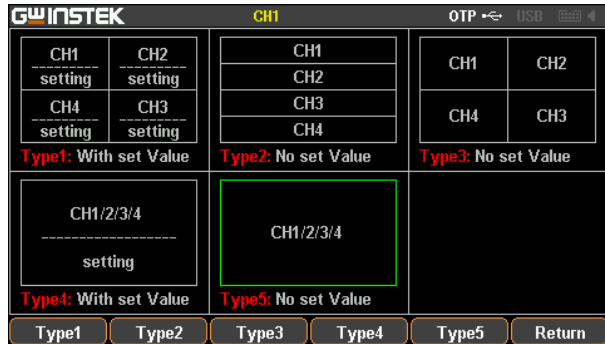 GWINSTEK CH1 OTP USB
CH1 CH2
setting setting
CH4 CH3
setting setting
Type1: With set Value
CH1
CH2
CH3
CH4
Type2: No set Value
CH1 CH2
CH4 CH3
Type3: No set Value
CH1/2/3/4
setting
Type4: With set Value
CH1/2/3/4
Type5: No set Value
Type1 Type2 Type3 Type4 Type5 Return